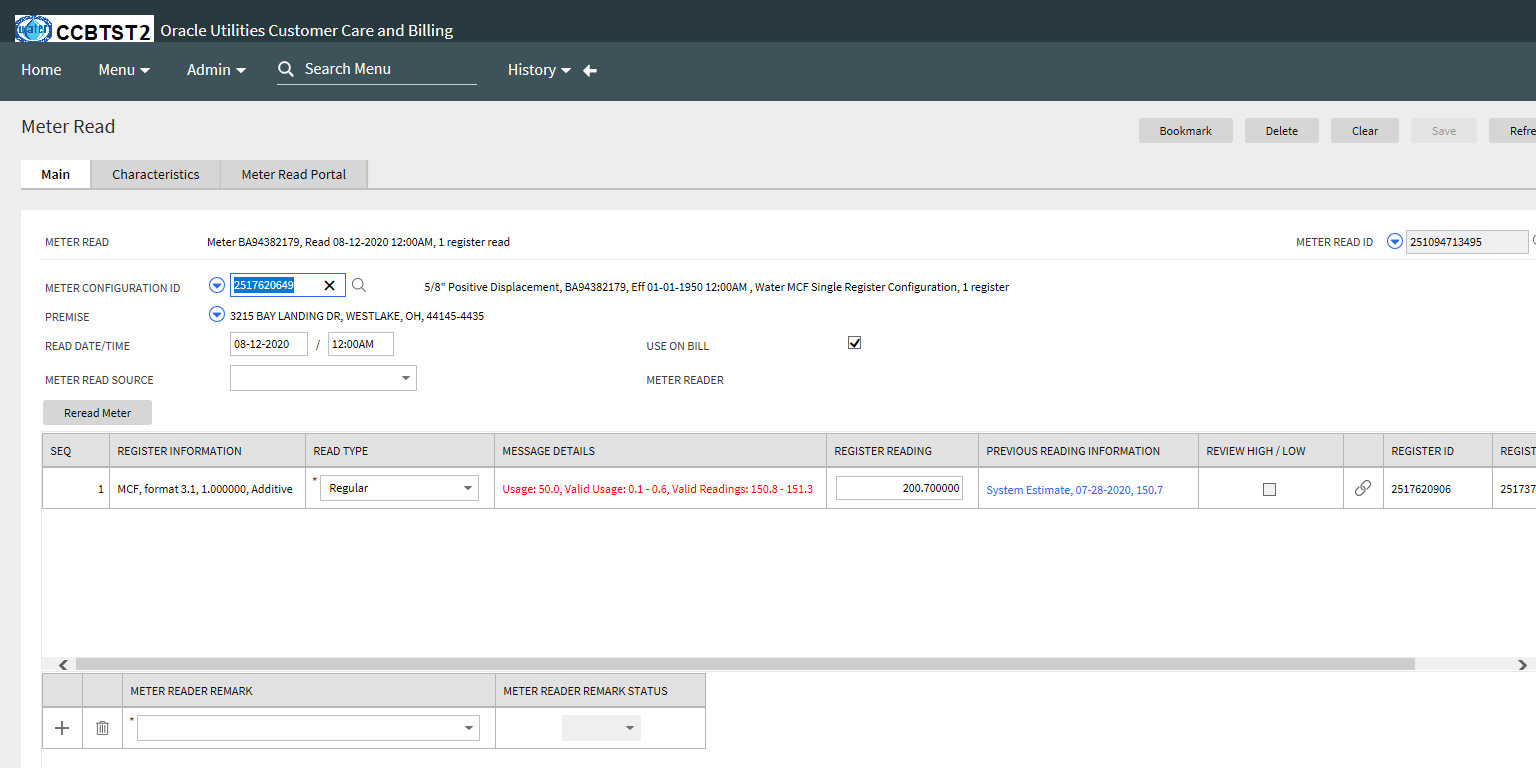 water CCBTST2 Oracle Utilities Customer Care and Billing
Home Menu Admin Search Menu History
Meter Read
Bookmark Delete Clear Save Refre
Main Characteristics Meter Read Portal
METER READ Meter BA94382179, Read 08-12-2020 12:00AM, 1 register read METER READ ID 251094713495
METER CONFIGURATION ID 2517620649 5/8" Positive Displacement, BA94382179, Eff 01-01-1950 12:00AM , Water MCF Single Register Configuration, 1 register
PREMISE 3215 BAY LANDING DR, WESTLAKE, OH, 44145-4435
READ DATE/TIME 08-12-2020 / 12:00AM USE ON BILL
METER READ SOURCE METER READER
Reread Meter
SEQ REGISTER INFORMATION READ TYPE MESSAGE DETAILS REGISTER READING PREVIOUS READING INFORMATION REVIEW HIGH / LOW REGISTER ID REGIST
1 MCF, format 3.1, 1.000000, Additive * Regular Usage: 50.0, Valid Usage: 0.1 - 0.6, Valid Readings: 150.8 - 151.3 200.700000 System Estimate, 07-28-2020, 150.7 2517620906 251737
METER READER REMARK METER READER REMARK STATUS
*